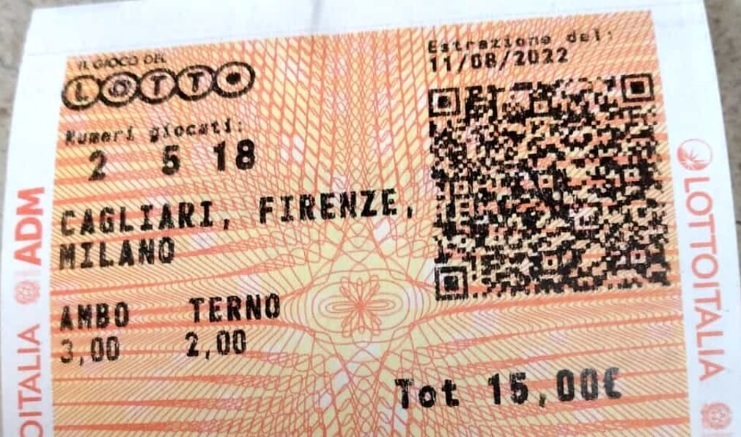 IL GIOCO DEL
LOTTO
Numeri giocati:
2 5 18
CAGLIARI, FIRENZE,
MILANO
AMBO TERNO
3,00 2,00
Tot 15,00€
Estrazione del:
11/08/2022
ADM
OITALIA
LOTTOITALIA